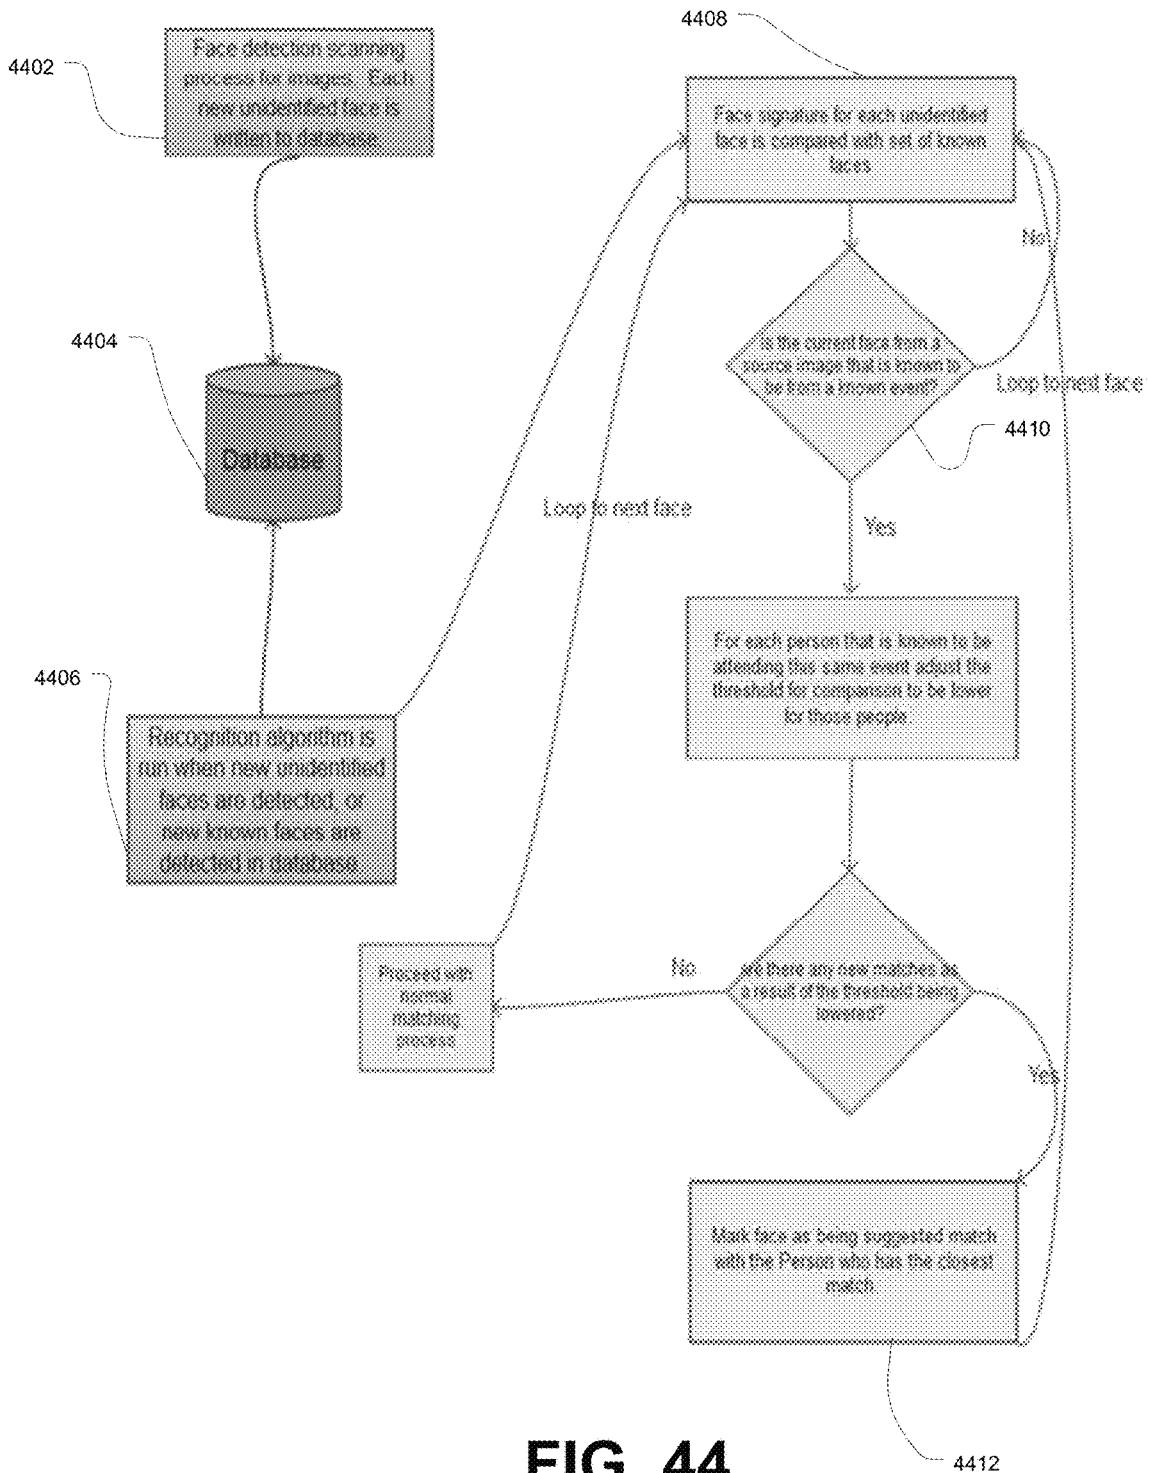 4402
Face detection scanning
process for images. Each
new unidentified face is
written to database.
4404
Database
4406
Recognition algorithm is
run when new unidentified
faces are detected, or
new known faces are
detected in database.
4408
Face signature for each unidentified
face is compared with set of known
faces
No
Is the current face from a
source image that is known to
be from a known event?
Loop to next face
4410
Loop to next face
Yes
For each person that is known to be
attending this same event adjust the
threshold for comparison to be lower
for those people.
Are there any new matches as
a result of the threshold being
lowered?
No
Proceed with
normal
matching
process
Yes
Mark face as being suggested match
with the Person who has the closest
match
4412
FIG. 44